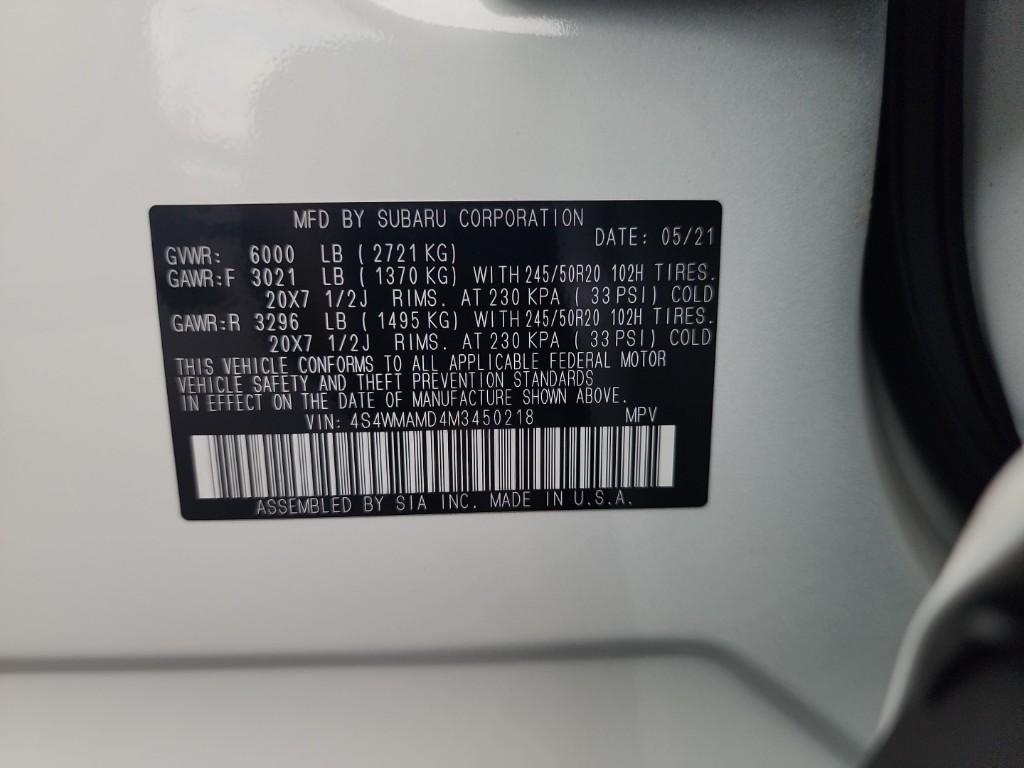 MFD BY SUBARU CORPORATION
DATE: 05/21
GVWR: 6000 LB ( 2721 KG)
GAWR:F 3021 LB ( 1370 KG) WITH 245/50R20 102H TIRES.
20X7 1/2J RIMS. AT 230 KPA ( 33 PSI) COLD
GAWR:R 3296 LB ( 1495 KG) WITH 245/50R20 102H TIRES.
20X7 1/2J RIMS. AT 230 KPA ( 33 PSI) COLD
THIS VEHICLE CONFORMS TO ALL APPLICABLE FEDERAL MOTOR
VEHICLE SAFETY AND THEFT PREVENTION STANDARDS
IN EFFECT ON THE DATE OF MANUFACTURE SHOWN ABOVE.
VIN: 4S4WMAMD4M3450218 MPV
ASSEMBLED BY SIA INC. MADE IN U.S.A.